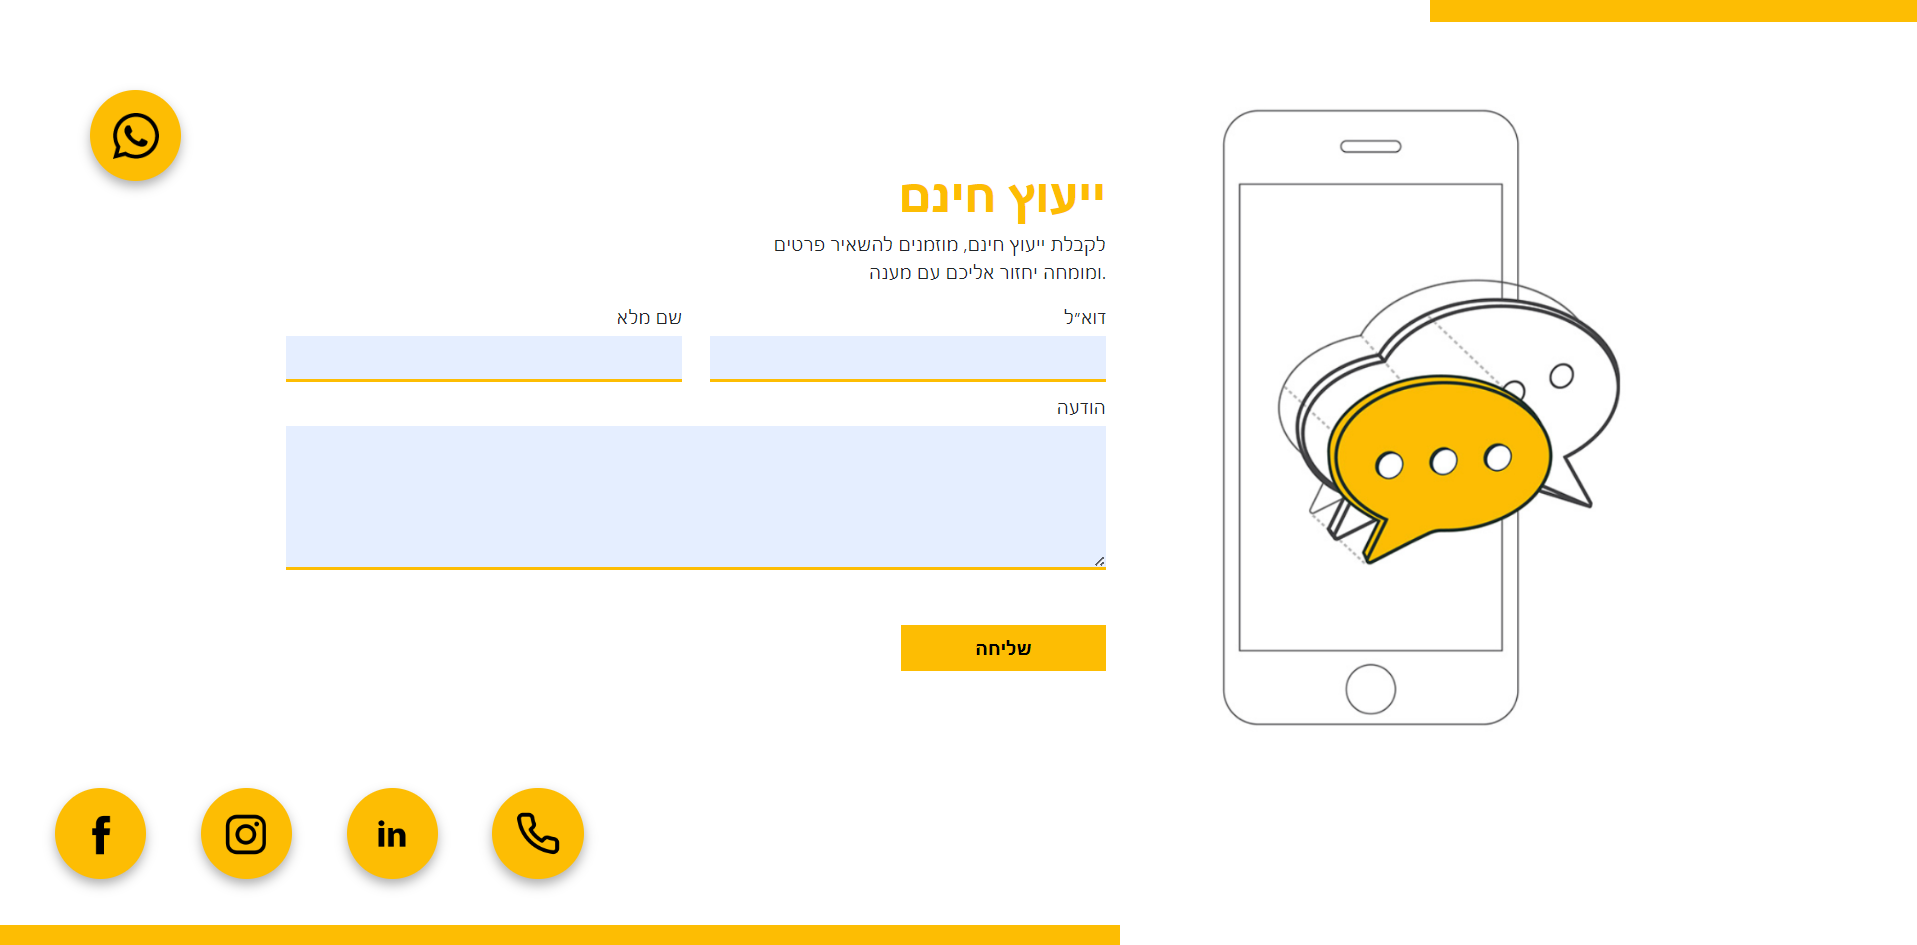 ייעוץ חינם
לקבלת ייעוץ חינם, מוזמנים להשאיר פרטים
ומומחה יחזור אליכם עם מענה.
דוא״ל
שם מלא
הודעה
שליחה
in